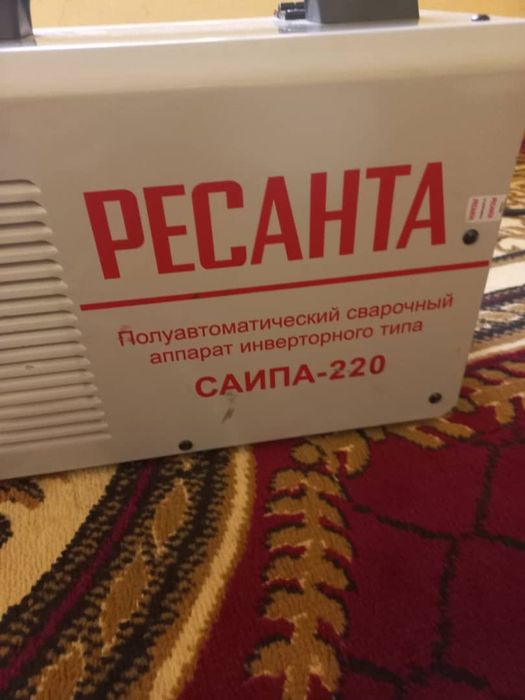 РЕСАНТА
Полуавтоматический сварочный
аппарат инверторного типа
САИПА-220